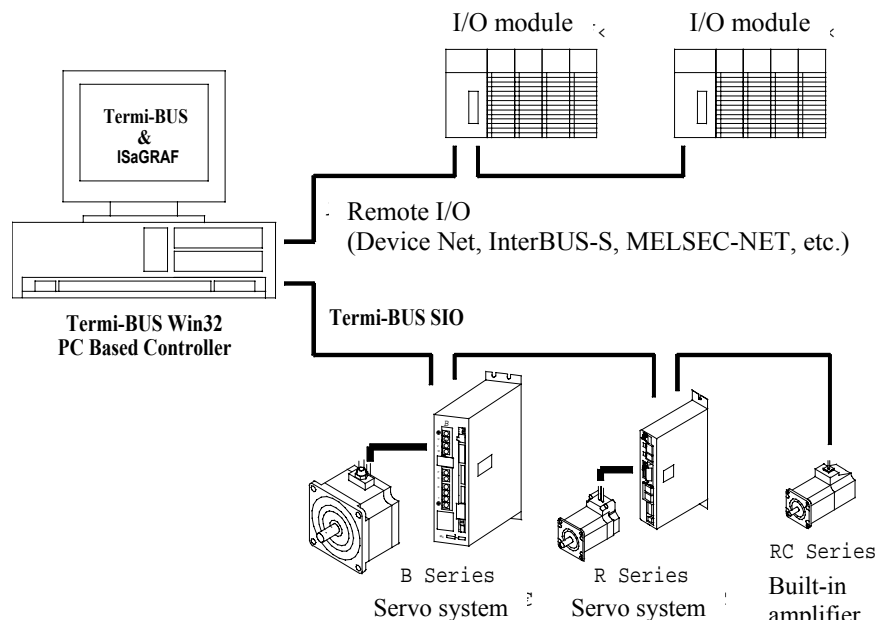 I/O module
I/O module
Termi-BUS
&
ISaGRAF
Remote I/O
(Device Net, InterBUS-S, MELSEC-NET, etc.)
Termi-BUS Win32
PC Based Controller
Termi-BUS SIO
B Series
Servo system
R Series
Servo system
RC Series
Built-in
amplifier